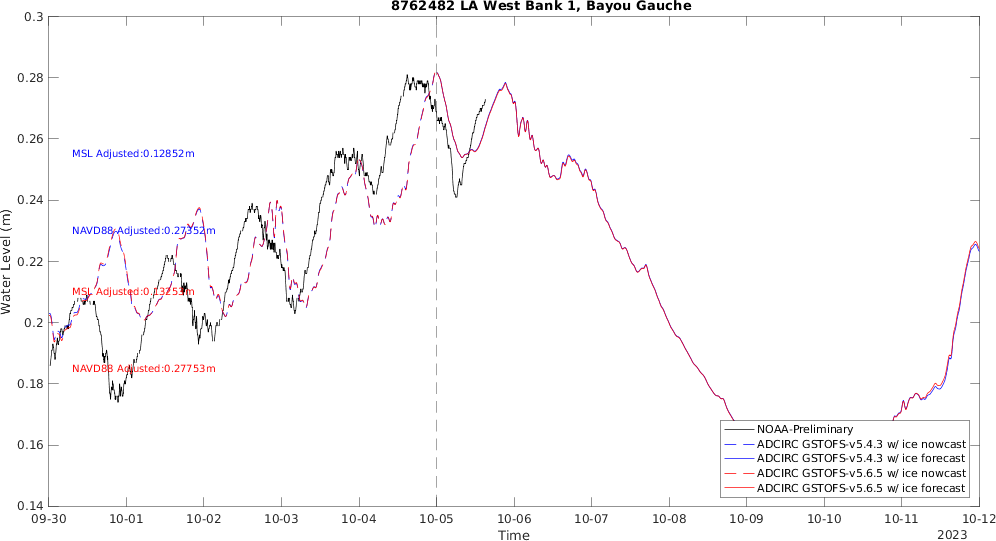 8762482 LA West Bank 1, Bayou Gauche
0.3
0.28
0.26
0.24
0.22
0.2
0.18
0.16
0.14
Water Level (m)
MSL Adjusted:0.12852m
NAVD88 Adjusted:0.27352m
MSL Adjusted:0.13253m
NAVD88 Adjusted:0.27753m
NOAA-Preliminary
ADCIRC GSTOFS-v5.4.3 w/ ice nowcast
ADCIRC GSTOFS-v5.4.3 w/ ice forecast
ADCIRC GSTOFS-v5.6.5 w/ ice nowcast
ADCIRC GSTOFS-v5.6.5 w/ ice forecast
09-30 10-01 10-02 10-03 10-04 10-05 10-06 10-07 10-08 10-09 10-10 10-11 10-12
Time
2023